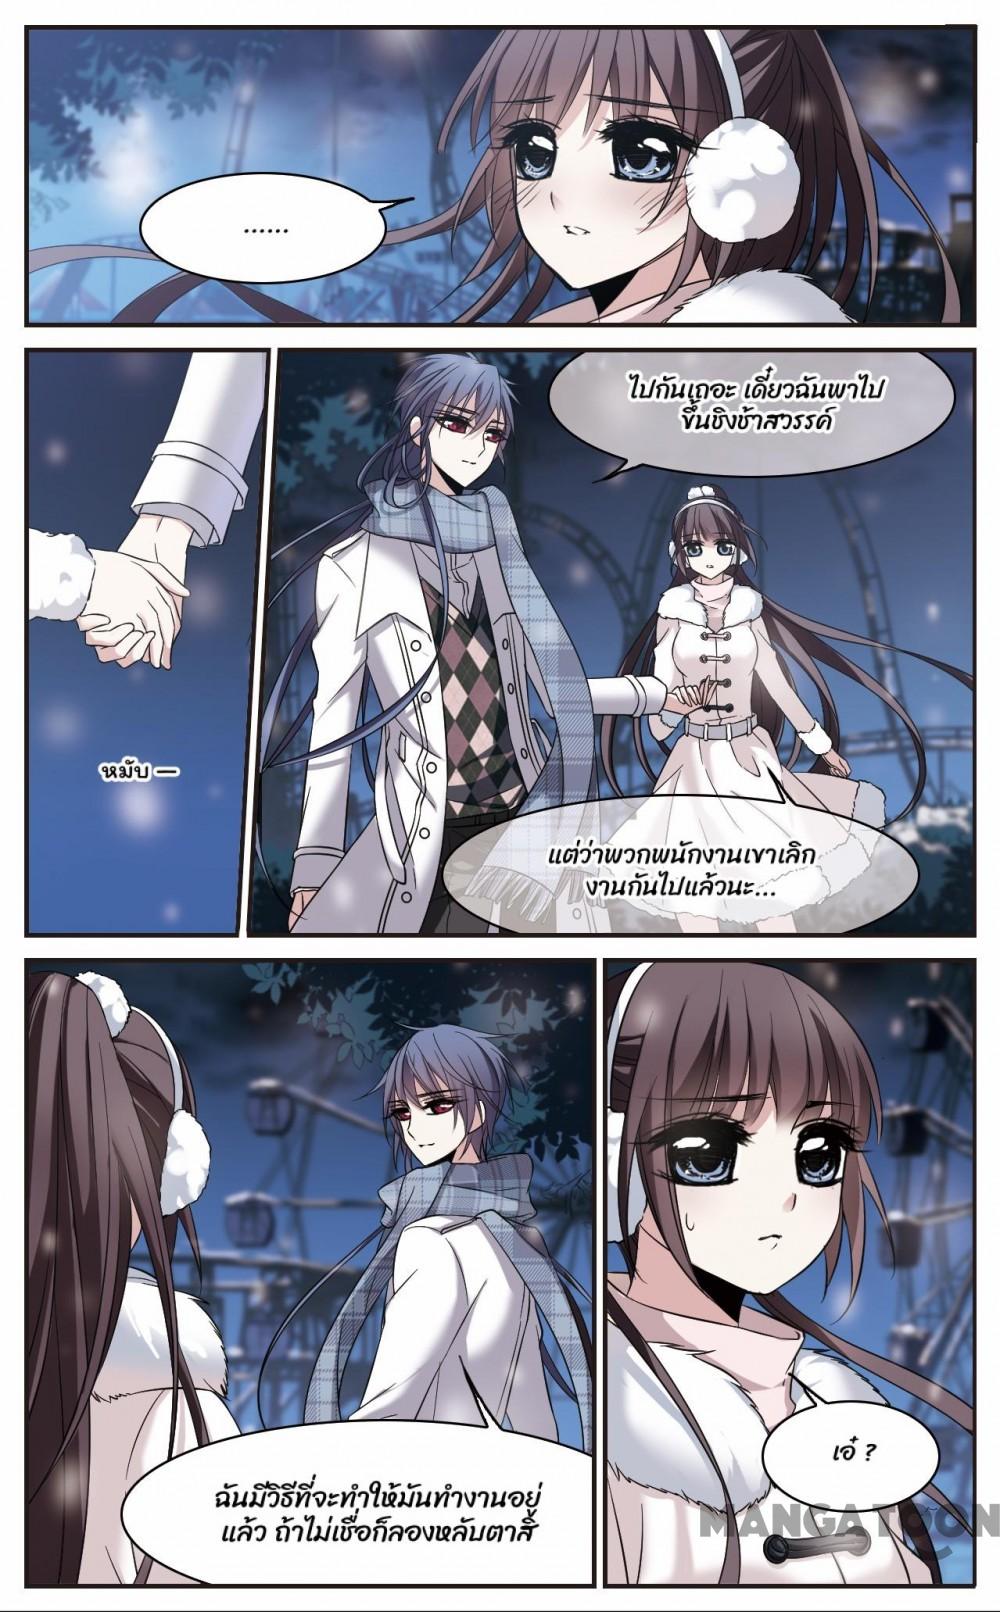 ......
ไปกันเถอะ เดี๋ยวฉันพาไป
ขึ้นชิงช้าสวรรค์
หมับ —
แต่ว่าพวกพนักงานเขาเลิก
งานกันไปแล้วนะ...
ฉันมีวิธีที่จะทำให้มันทำงานอยู่
แล้ว ถ้าไม่เชื่อก็ลองหลับตาสิ
เอ๋ ?
MANGATOON